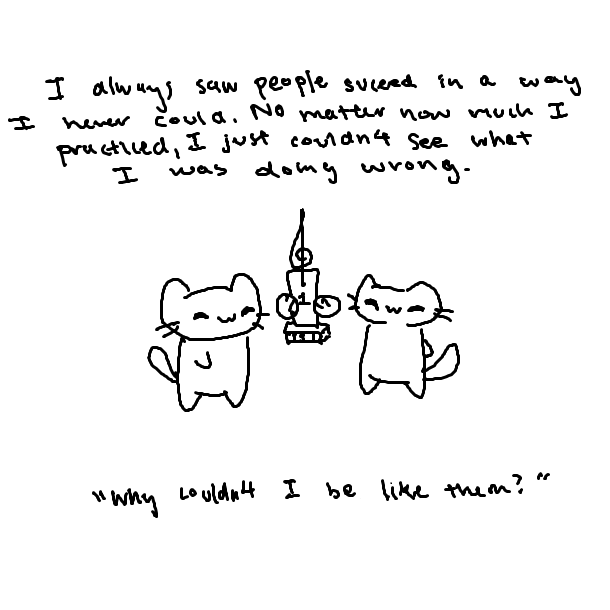 I always saw people succeed in a way
I never could. No matter how much I
practiced, I just couldn't see what
I was doing wrong.
1
"Why couldn't I be like them?"